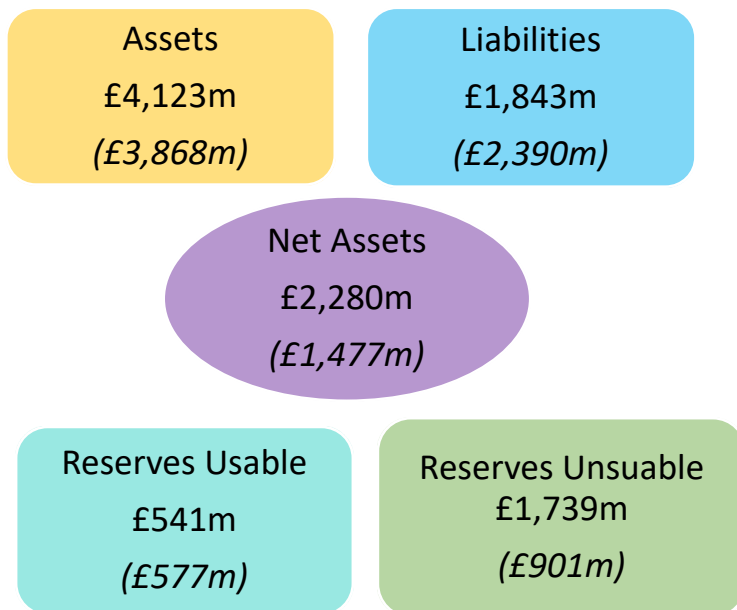 Assets
£4,123m
(£3,868m)
Liabilities
£1,843m
(£2,390m)
Net Assets
£2,280m
(£1,477m)
Reserves Usable
£541m
(£577m)
Reserves Unsuable
£1,739m
(£901m)